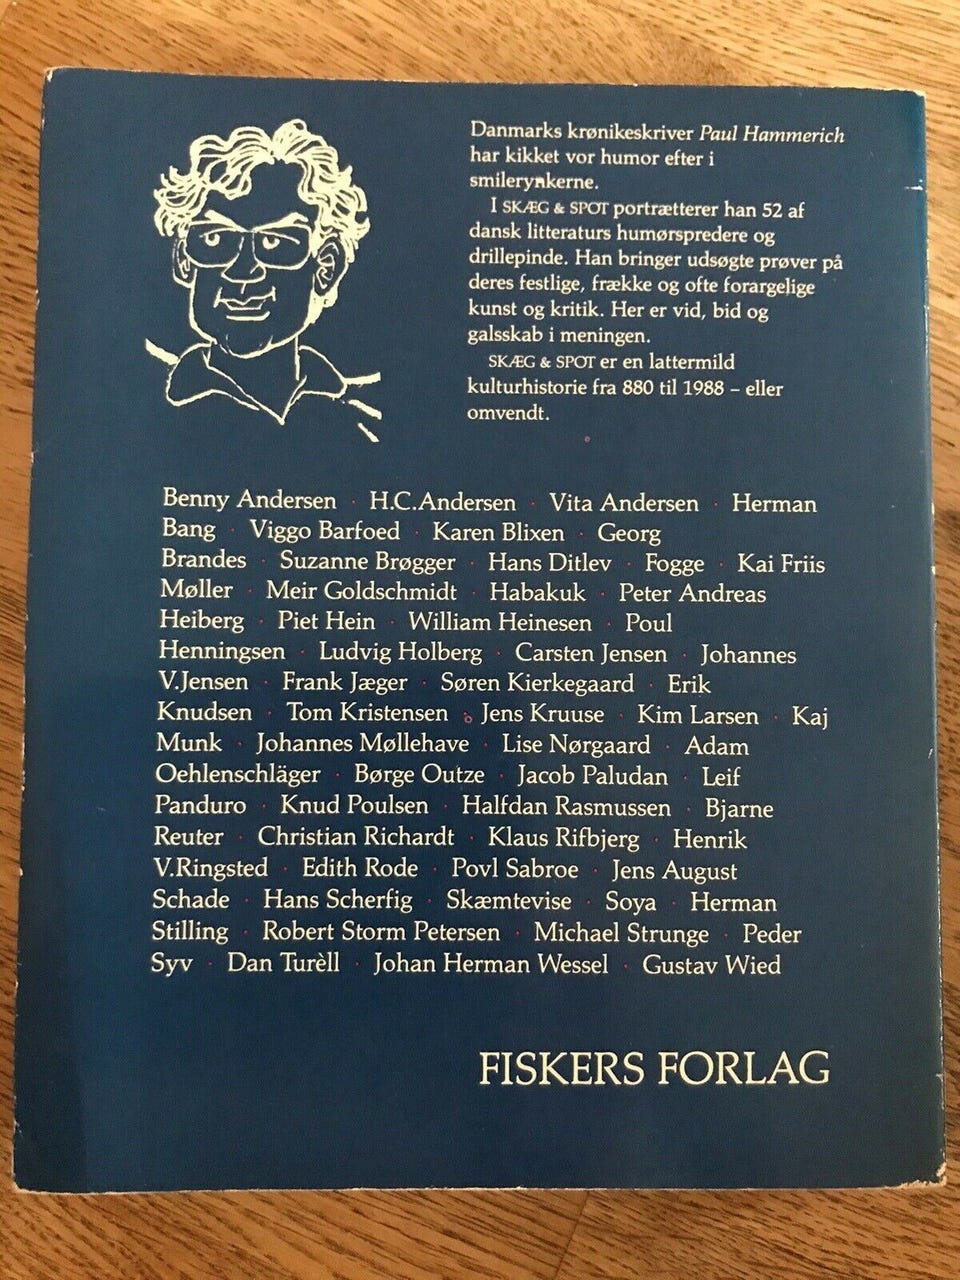 Danmarks krønikeskriver Paul Hammerich
har kikket vor humor efter i
smilerynkerne.
I SKÆG & SPOT portrætterer han 52 af
dansk litteraturs humørspredere og
drillepinde. Han bringer udsøgte prøver på
deres festlige, frække og ofte forargelige
kunst og kritik. Her er vid, bid og
galsskab i meningen.
SKÆG & SPOT er en lattermild
kulturhistorie fra 880 til 1988 – eller
omvendt.
Benny Andersen · H.C.Andersen · Vita Andersen · Herman
Bang · Viggo Barfoed · Karen Blixen · Georg
Brandes · Suzanne Brøgger · Hans Ditlev · Fogge · Kai Friis
Møller · Meir Goldschmidt · Habakuk · Peter Andreas
Heiberg · Piet Hein · William Heinesen · Poul
Henningsen · Ludvig Holberg · Carsten Jensen · Johannes
V.Jensen · Frank Jæger · Søren Kierkegaard · Erik
Knudsen · Tom Kristensen · Jens Kruuse · Kim Larsen · Kaj
Munk · Johannes Møllehave · Lise Nørgaard · Adam
Oehlenschläger · Børge Outze · Jacob Paludan · Leif
Panduro · Knud Poulsen · Halfdan Rasmussen · Bjarne
Reuter · Christian Richardt · Klaus Rifbjerg · Henrik
V.Ringsted · Edith Rode · Povl Sabroe · Jens August
Schade · Hans Scherfig · Skæmtevise · Soya · Herman
Stilling · Robert Storm Petersen · Michael Strunge · Peder
Syv · Dan Turèll · Johan Herman Wessel · Gustav Wied
FISKERS FORLAG